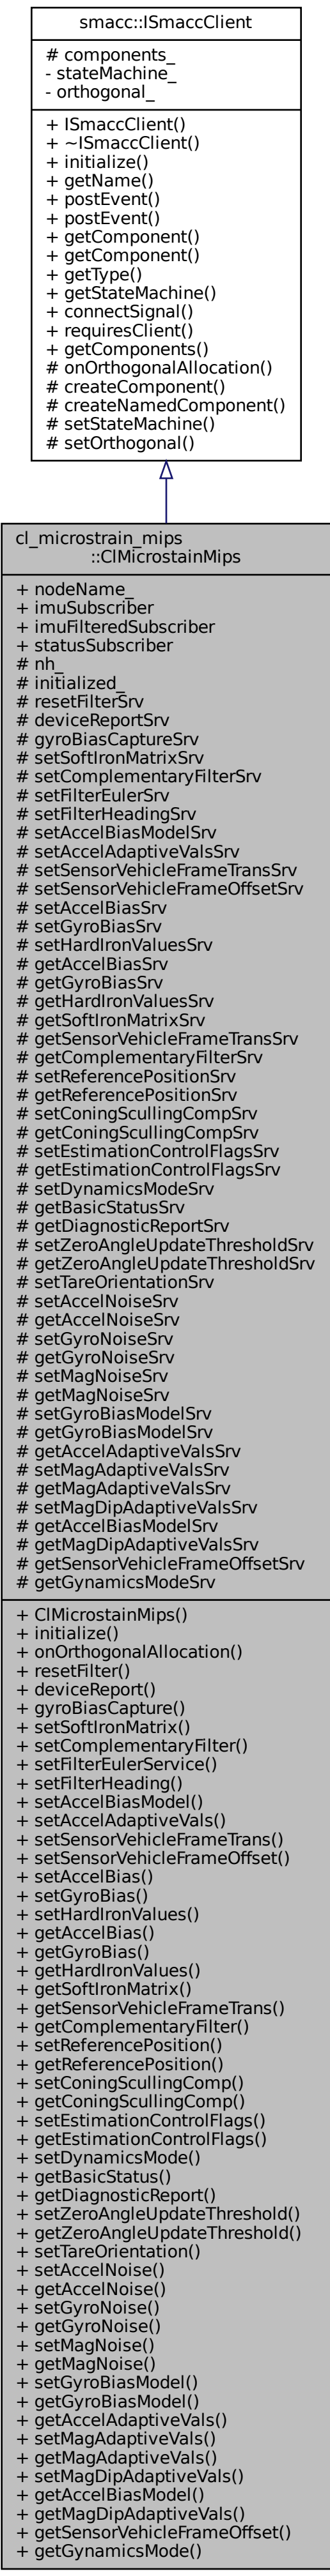 smacc::ISmaccClient
# components_
- stateMachine_
- orthogonal_
+ ISmaccClient()
+ ~ISmaccClient()
+ initialize()
+ getName()
+ postEvent()
+ postEvent()
+ getComponent()
+ getComponent()
+ getType()
+ getStateMachine()
+ connectSignal()
+ requiresClient()
+ getComponents()
# onOrthogonalAllocation()
# createComponent()
# createNamedComponent()
# setStateMachine()
# setOrthogonal()
cl_microstrain_mips
::ClMicrostainMips
+ nodeName_
+ imuSubscriber
+ imuFilteredSubscriber
+ statusSubscriber
# nh_
# initialized_
# resetFilterSrv
# deviceReportSrv
# gyroBiasCaptureSrv
# setSoftIronMatrixSrv
# setComplementaryFilterSrv
# setFilterEulerSrv
# setFilterHeadingSrv
# setAccelBiasModelSrv
# setAccelAdaptiveValsSrv
# setSensorVehicleFrameTransSrv
# setSensorVehicleFrameOffsetSrv
# setAccelBiasSrv
# setGyroBiasSrv
# setHardIronValuesSrv
# getAccelBiasSrv
# getGyroBiasSrv
# getHardIronValuesSrv
# getSoftIronMatrixSrv
# getSensorVehicleFrameTransSrv
# getComplementaryFilterSrv
# setReferencePositionSrv
# getReferencePositionSrv
# setConingScullingCompSrv
# getConingScullingCompSrv
# setEstimationControlFlagsSrv
# getEstimationControlFlagsSrv
# setDynamicsModeSrv
# getBasicStatusSrv
# getDiagnosticReportSrv
# setZeroAngleUpdateThresholdSrv
# getZeroAngleUpdateThresholdSrv
# setTareOrientationSrv
# setAccelNoiseSrv
# getAccelNoiseSrv
# setGyroNoiseSrv
# getGyroNoiseSrv
# setMagNoiseSrv
# getMagNoiseSrv
# setGyroBiasModelSrv
# getGyroBiasModelSrv
# getAccelAdaptiveValsSrv
# setMagAdaptiveValsSrv
# getMagAdaptiveValsSrv
# setMagDipAdaptiveValsSrv
# getAccelBiasModelSrv
# getMagDipAdaptiveValsSrv
# getSensorVehicleFrameOffsetSrv
# getGynamicsModeSrv
+ ClMicrostainMips()
+ initialize()
+ onOrthogonalAllocation()
+ resetFilter()
+ deviceReport()
+ gyroBiasCapture()
+ setSoftIronMatrix()
+ setComplementaryFilter()
+ setFilterEulerService()
+ setFilterHeading()
+ setAccelBiasModel()
+ setAccelAdaptiveVals()
+ setSensorVehicleFrameTrans()
+ setSensorVehicleFrameOffset()
+ setAccelBias()
+ setGyroBias()
+ setHardIronValues()
+ getAccelBias()
+ getGyroBias()
+ getHardIronValues()
+ getSoftIronMatrix()
+ getSensorVehicleFrameTrans()
+ getComplementaryFilter()
+ setReferencePosition()
+ getReferencePosition()
+ setConingScullingComp()
+ getConingScullingComp()
+ setEstimationControlFlags()
+ getEstimationControlFlags()
+ setDynamicsMode()
+ getBasicStatus()
+ getDiagnosticReport()
+ setZeroAngleUpdateThreshold()
+ getZeroAngleUpdateThreshold()
+ setTareOrientation()
+ setAccelNoise()
+ getAccelNoise()
+ setGyroNoise()
+ getGyroNoise()
+ setMagNoise()
+ getMagNoise()
+ setGyroBiasModel()
+ getGyroBiasModel()
+ getAccelAdaptiveVals()
+ setMagAdaptiveVals()
+ getMagAdaptiveVals()
+ setMagDipAdaptiveVals()
+ getAccelBiasModel()
+ getMagDipAdaptiveVals()
+ getSensorVehicleFrameOffset()
+ getGynamicsMode()